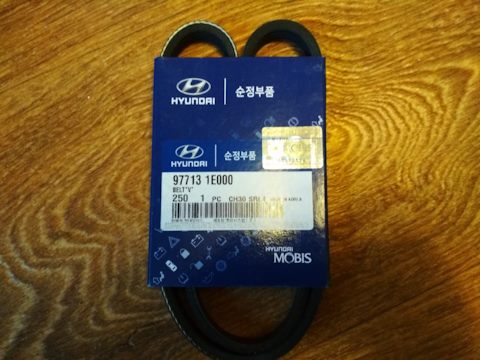 HYUNDAI 순정부품
HYUNDAI 순정부품
97713 1E000
BELT"V"
250 1 PC
HYUNDAI
MOBIS